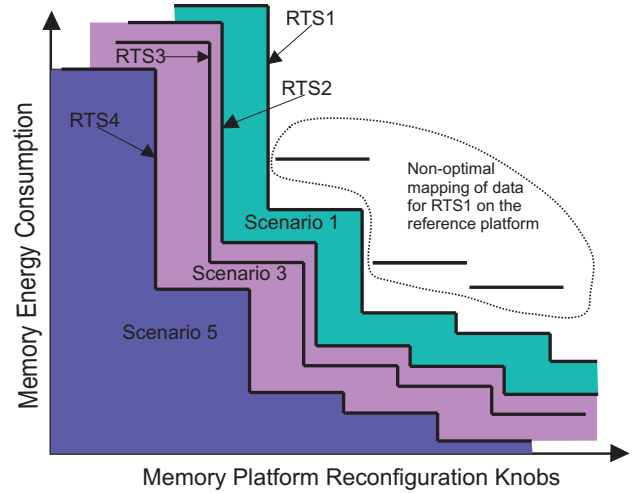 RTS1
RTS3
RTS2
RTS4
Non-optimal
mapping of data
for RTS1 on the
reference platform
Scenario 1
Scenario 3
Scenario 5
Memory Energy Consumption
Memory Platform Reconfiguration Knobs